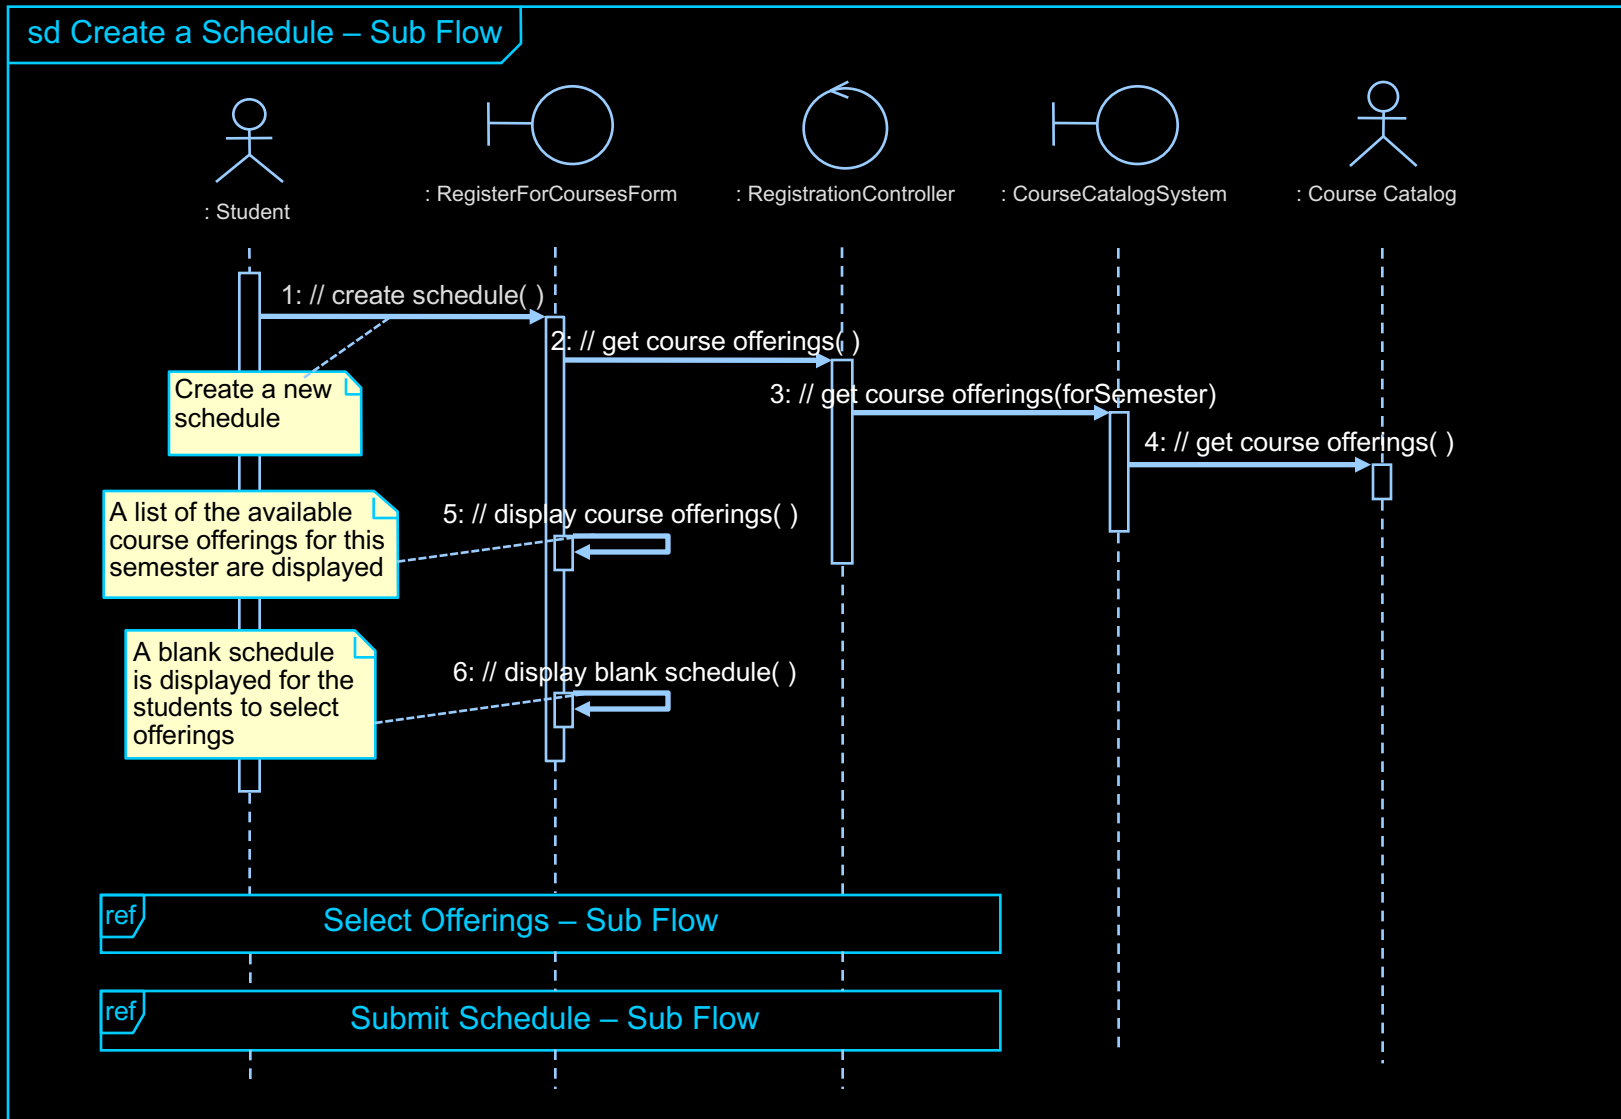 sd Create a Schedule – Sub Flow
: Student
: RegisterForCoursesForm
: RegistrationController
: CourseCatalogSystem
: Course Catalog
1: // create schedule( )
2: // get course offerings( )
Create a new
schedule
3: // get course offerings(forSemester)
4: // get course offerings( )
A list of the available
course offerings for this
semester are displayed
5: // display course offerings( )
A blank schedule
is displayed for the
students to select
offerings
6: // display blank schedule( )
ref
Select Offerings – Sub Flow
ref
Submit Schedule – Sub Flow